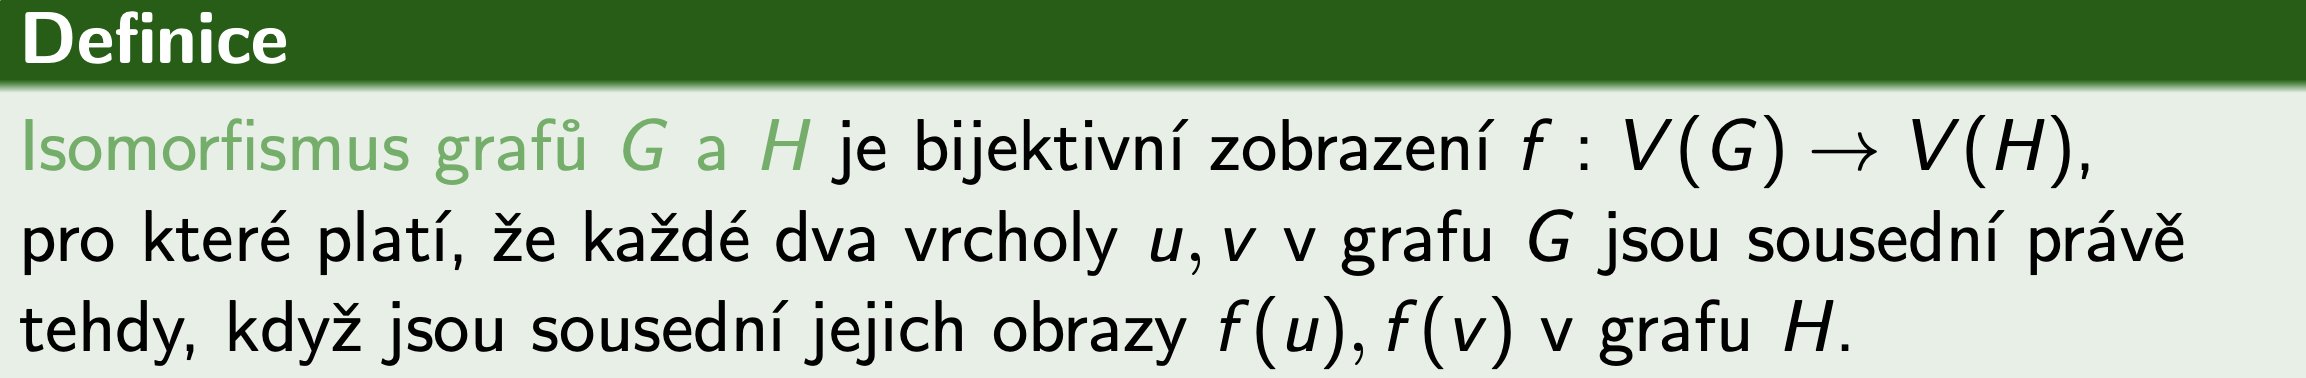 Definice
Isomorfismus grafů G a H je bijektivní zobrazení f : V(G) → V(H),
pro které platí, že každé dva vrcholy u, v v grafu G jsou sousední právě
tehdy, když jsou sousední jejich obrazy f(u), f(v) v grafu H.